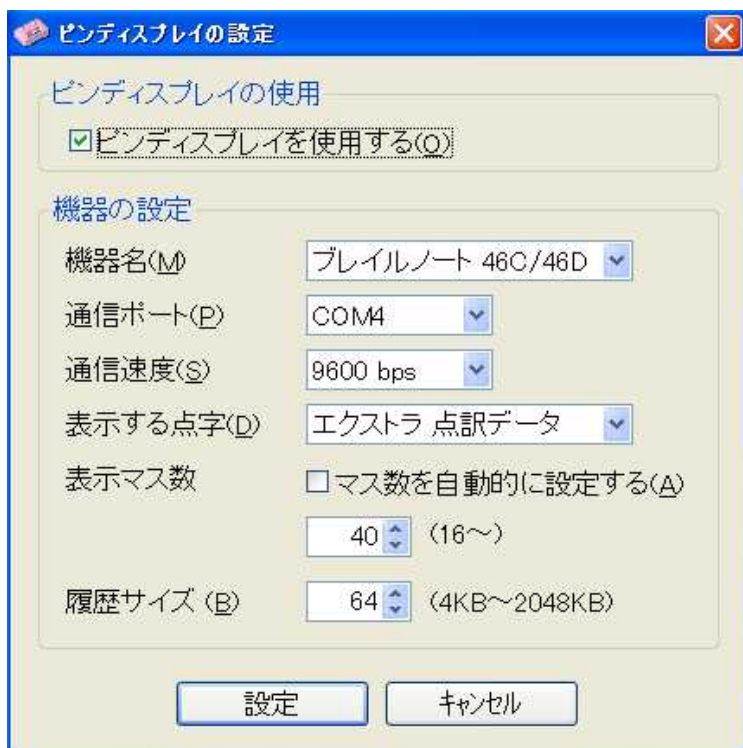 ピンディスプレイの設定
ピンディスプレイの使用
ピンディスプレイを使用する(O)
機器の設定
機器名(M) ブレイルノート 46C/46D
通信ポート(P) COM4
通信速度(S) 9600 bps
表示する点字(D) エクストラ 点訳データ
表示マス数 マス数を自動的に設定する(A)
40 (16～)
履歴サイズ (B) 64 (4KB～2048KB)
設定 キャンセル